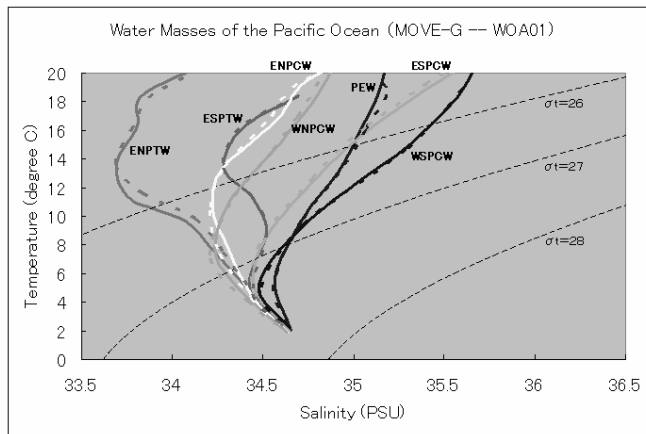 Water Masses of the Pacific Ocean (MOVE-G -- WOA01)
ENPCW
ESPCW
ESPTW
PEW
WNPCW
ENPTW
WSPCW
σt=26
σt=27
σt=28
Temperature (degree C)
20
18
16
14
12
10
8
6
4
2
0
33.5 34 34.5 35 35.5 36 36.5
Salinity (PSU)